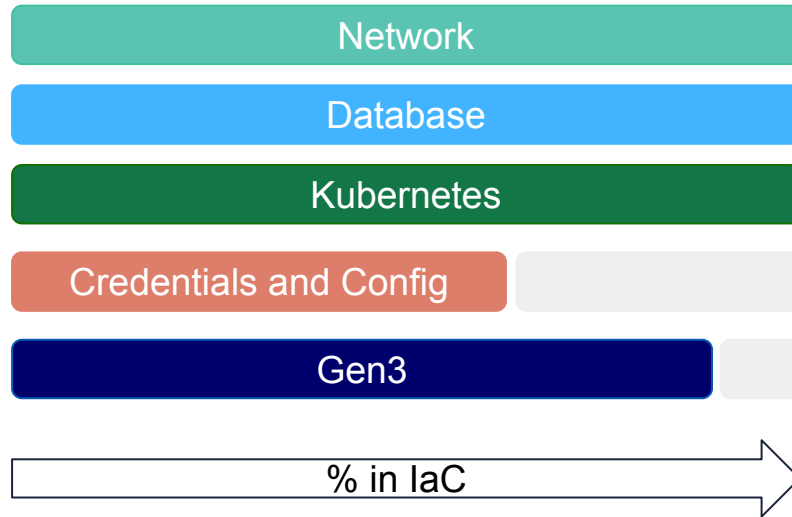 Network
Database
Kubernetes
Credentials and Config
Gen3
% in IaC